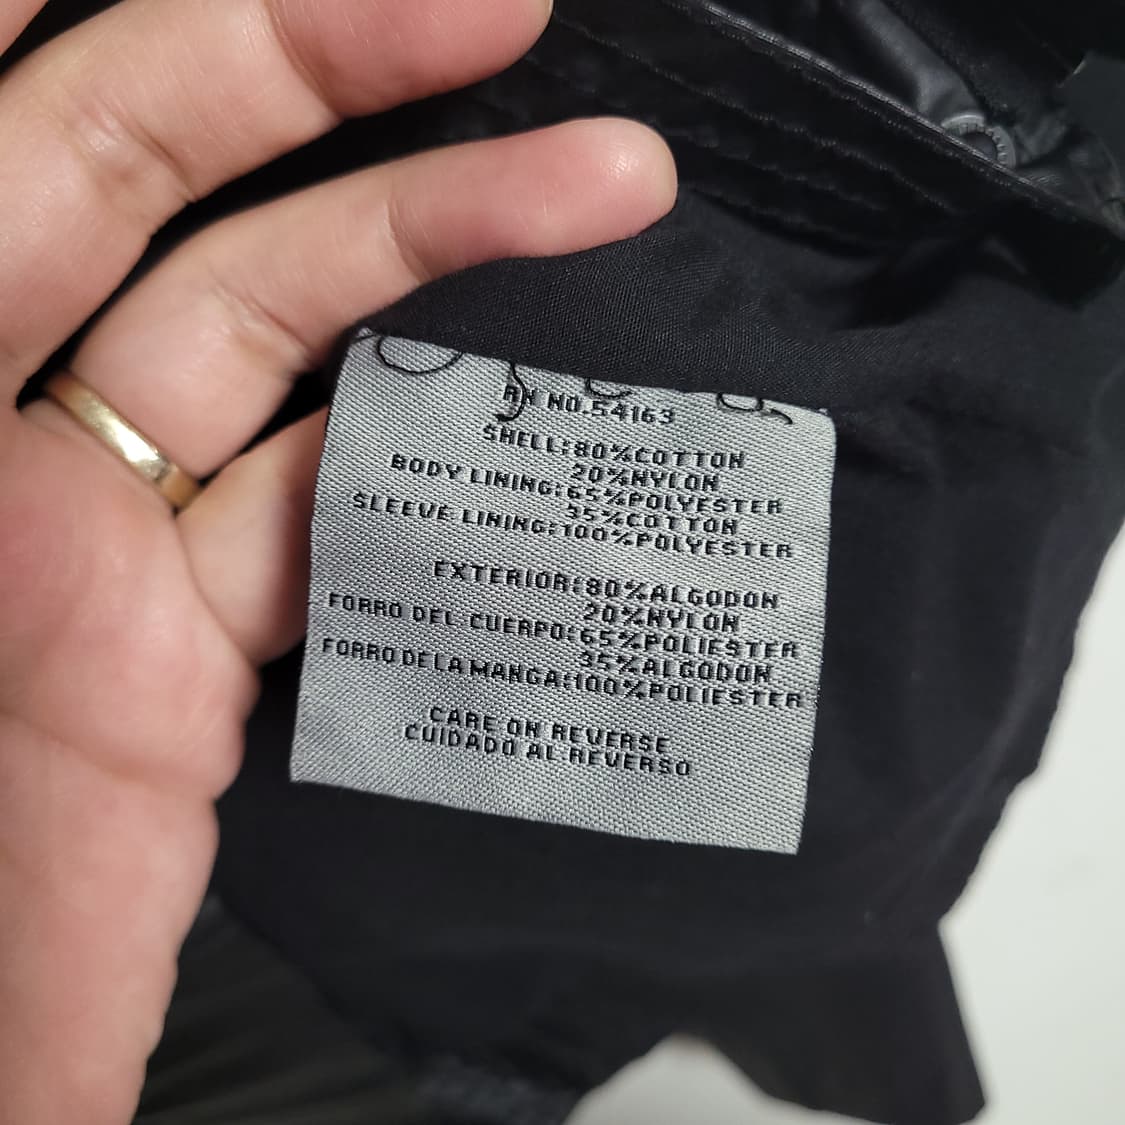 RN NO.54163
SHELL:80%COTTON
20%NYLON
BODY LINING:65%POLYESTER
35%COTTON
SLEEVE LINING:100%POLYESTER
EXTERIOR:80%ALGODON
20%NYLON
FORRO DEL CUERPO:65%POLIESTER
35%ALGODON
FORRO DE LA MANGA:100%POLIESTER
CARE ON REVERSE
CUIDADO AL REVERSO